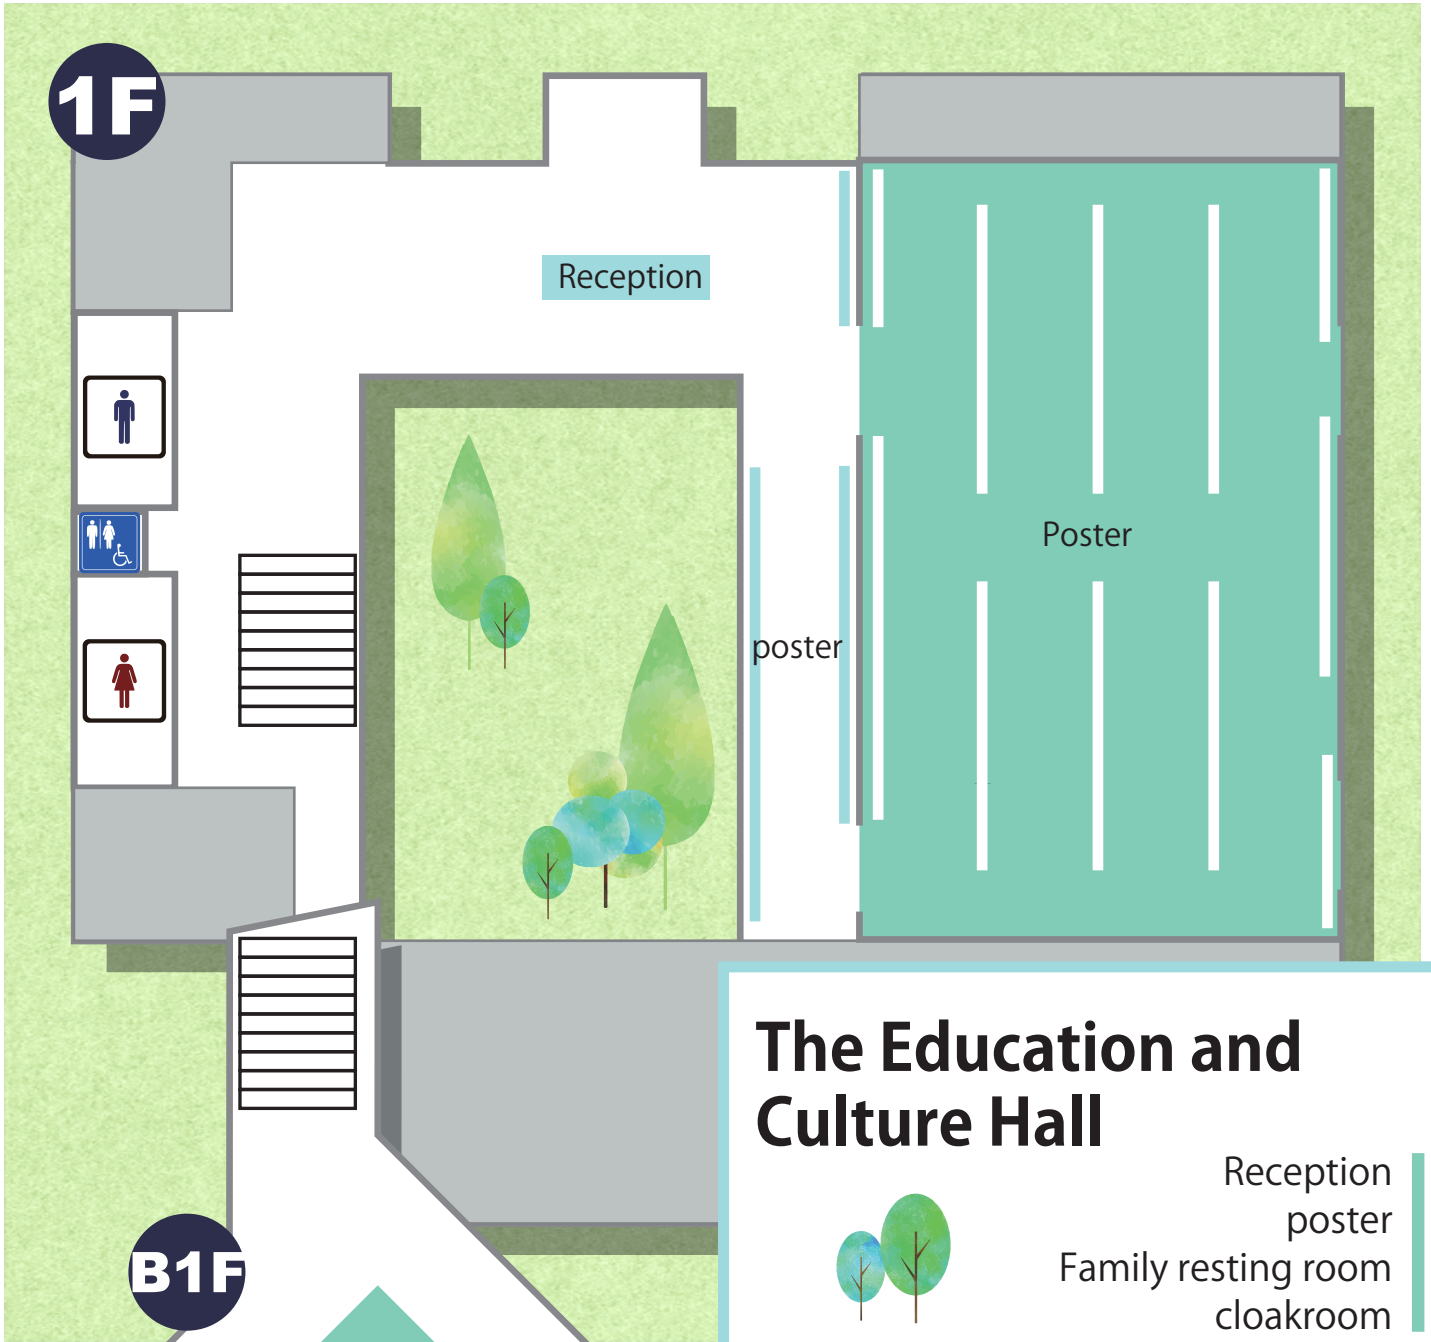 1F
Reception
Poster
poster
The Education and
Culture Hall
Reception
poster
Family resting room
cloakroom
B1F